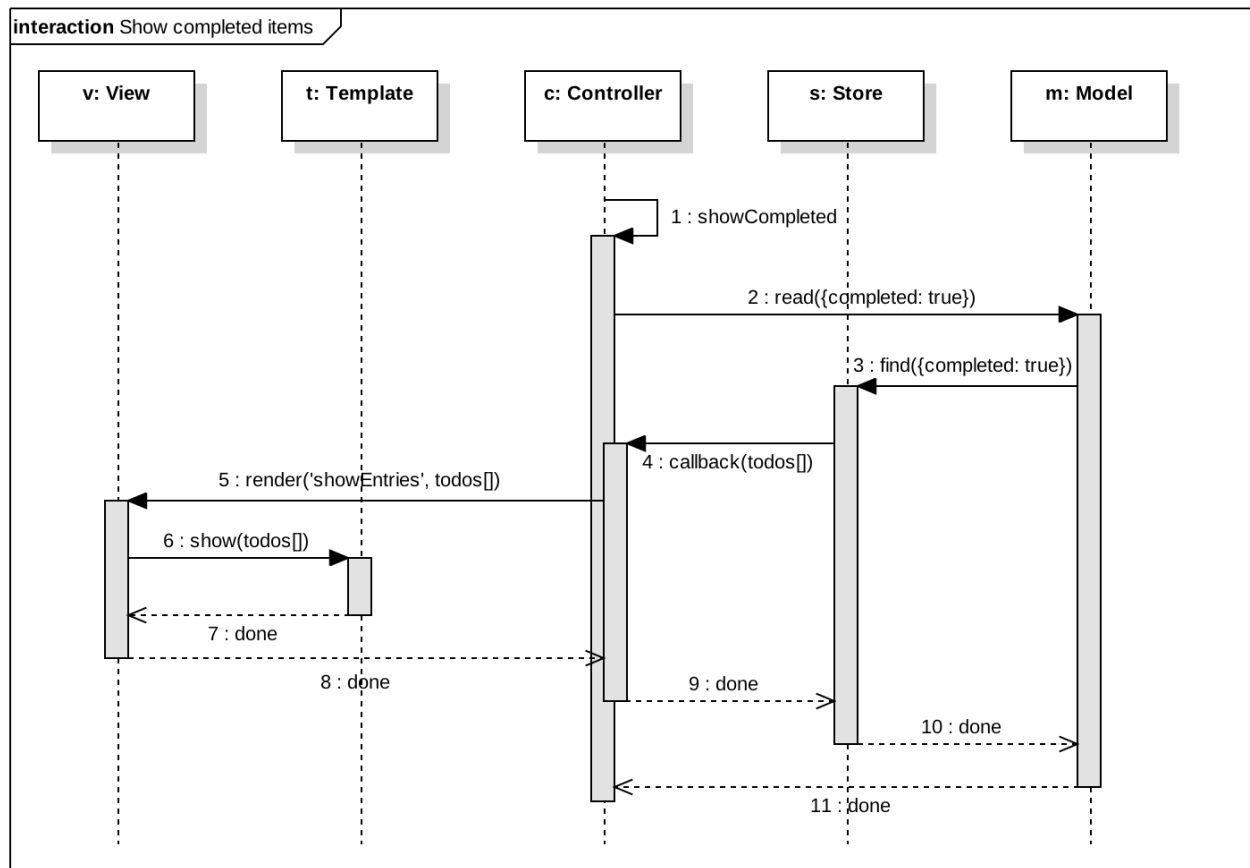 interaction Show completed items
v: View
t: Template
c: Controller
s: Store
m: Model
1 : showCompleted
2 : read({completed: true})
3 : find({completed: true})
4 : callback(todos[])
5 : render('showEntries', todos[])
6 : show(todos[])
7 : done
8 : done
9 : done
10 : done
11 : done